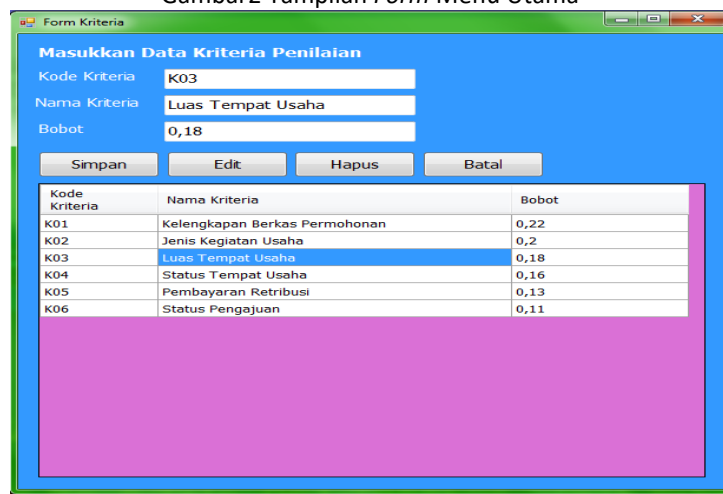 Gambar2 Tampilan Form Menu Utama
Form Kriteria
Masukkan Data Kriteria Penilaian
Kode Kriteria K03
Nama Kriteria Luas Tempat Usaha
Bobot 0,18
Simpan Edit Hapus Batal
Kode Kriteria Nama Kriteria Bobot
K01 Kelengkapan Berkas Permohonan 0,22
K02 Jenis Kegiatan Usaha 0,2
K03 Luas Tempat Usaha 0,18
K04 Status Tempat Usaha 0,16
K05 Pembayaran Retribusi 0,13
K06 Status Pengajuan 0,11